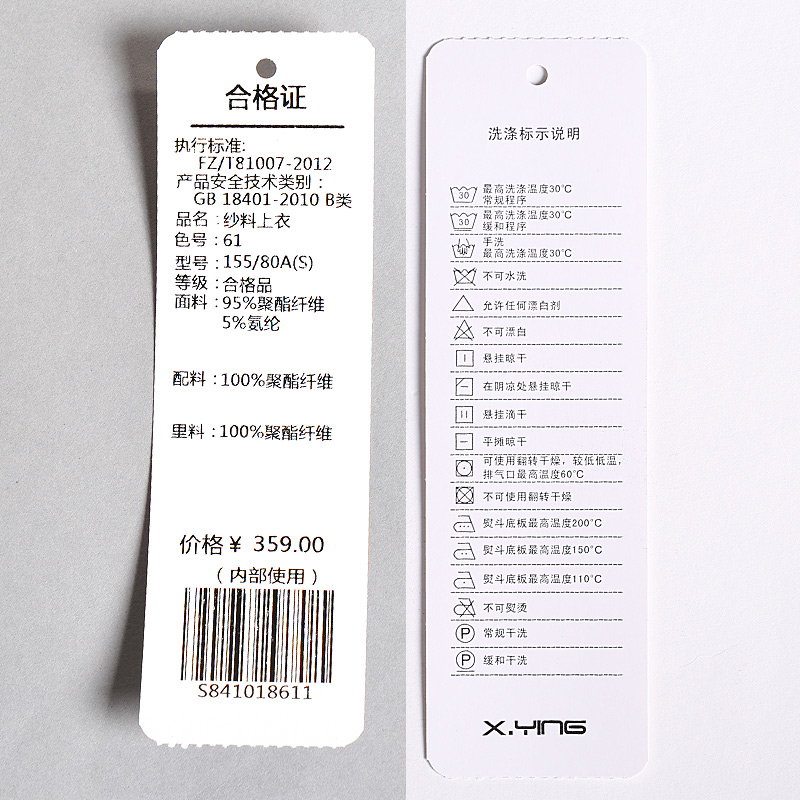 合格证
执行标准:
FZ/T81007-2012
产品安全技术类别：
GB 18401-2010 B类
品名：纱料上衣
色号：61
型号：155/80A(S)
等级：合格品
面料：95%聚酯纤维
5%氨纶
配料：100%聚酯纤维
里料：100%聚酯纤维
价格￥ 359.00
（内部使用）
S841018611
洗涤标示说明
30 最高洗涤温度30℃
常规程序
30 最高洗涤温度30℃
缓和程序
手洗
最高洗涤温度30℃
不可水洗
允许任何漂白剂
不可漂白
悬挂晾干
在阴凉处悬挂晾干
悬挂滴干
平摊晾干
可使用翻转干燥，较低低温，
排气口最高温度60℃
不可使用翻转干燥
熨斗底板最高温度200℃
熨斗底板最高温度150℃
熨斗底板最高温度110℃
不可熨烫
P 常规干洗
P 缓和干洗
X.YING